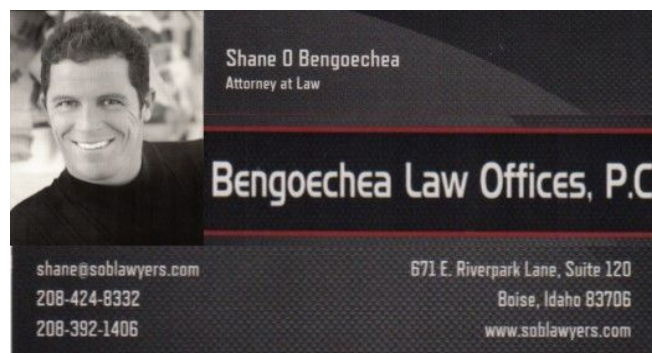 Shane O Bengoechea
Attorney at Law
Bengoechea Law Offices, P.C
shane@soblawyers.com
208-424-8332
208-392-1406
671 E. Riverpark Lane, Suite 120
Boise, Idaho 83706
www.soblawyers.com